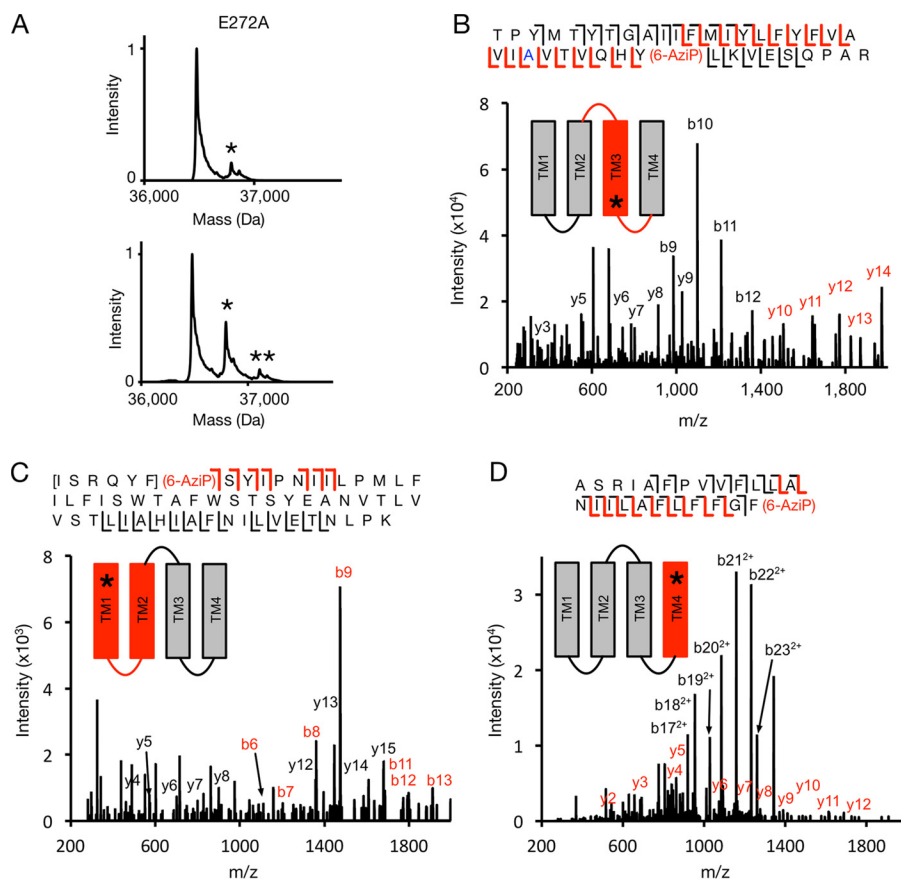 A
E272A
Intensity
1
*
0
36,000
37,000
Mass (Da)
Intensity
1
*
**
0
36,000
37,000
Mass (Da)
B
T P Y M T Y T G A I I F M I Y L F Y F V A
V I A V T V Q H Y (6-AziP) L K V E S Q P A R
Intensity (x10⁴)
8
6
4
2
0
TM1
TM2
TM3
*
TM4
y3
y5
y6
y7
y8
b9
y9
b10
b11
b12
y10
y11
y12
y13
y14
200
600
1,000
1,400
1,800
m/z
C
[I S R Q Y F] (6-AziP) S Y I P N I I L P M L F
I L F I S W T A F W S T S Y E A N V T L V
V S T L I A H I A F N I L V E T N L P K
Intensity (x10³)
8
6
4
2
0
*
TM1
TM2
TM3
TM4
y4
y5
y6
y7
y8
b6
b7
y12
b8
y13
b9
y14
y15
b11
b12
b13
200
600
1000
1400
2000
m/z
D
A S R I A F P V V F L L A
N I I L A F L F F G F (6-AziP)
Intensity (x10⁴)
3
2
1
0
TM1
TM2
TM3
*
TM4
b17²⁺
b18²⁺
b19²⁺
b20²⁺
b21²⁺
b22²⁺
b23²⁺
y2
y3
y4
y5
y6
y7
y8
y9
y10
y11
y12
200
600
1000
1400
1800
m/z